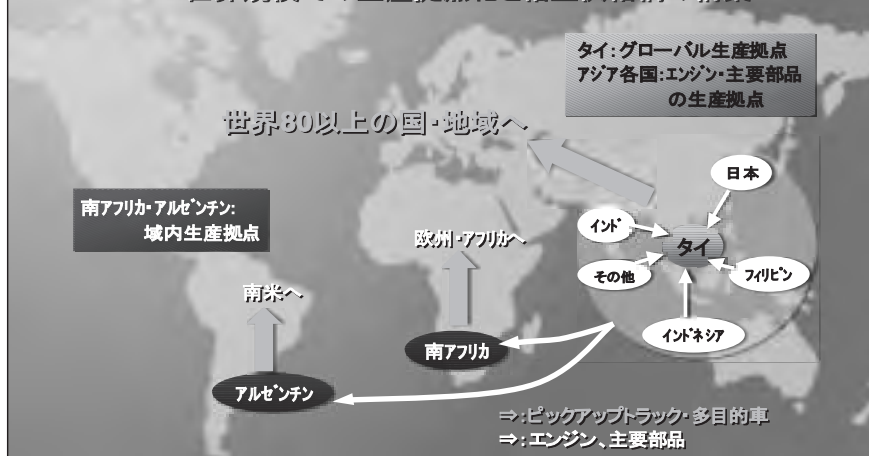 タイ:グローバル生産拠点
アジア各国:エンジン・主要部品
の生産拠点
世界80以上の国・地域へ
日本
南アフリカ・アルゼンチン:
域内生産拠点
インド
タイ
欧州・アフリカへ
その他
フィリピン
南米へ
インドネシア
南アフリカ
アルゼンチン
⇒:ピックアップトラック・多目的車
⇒:エンジン、主要部品